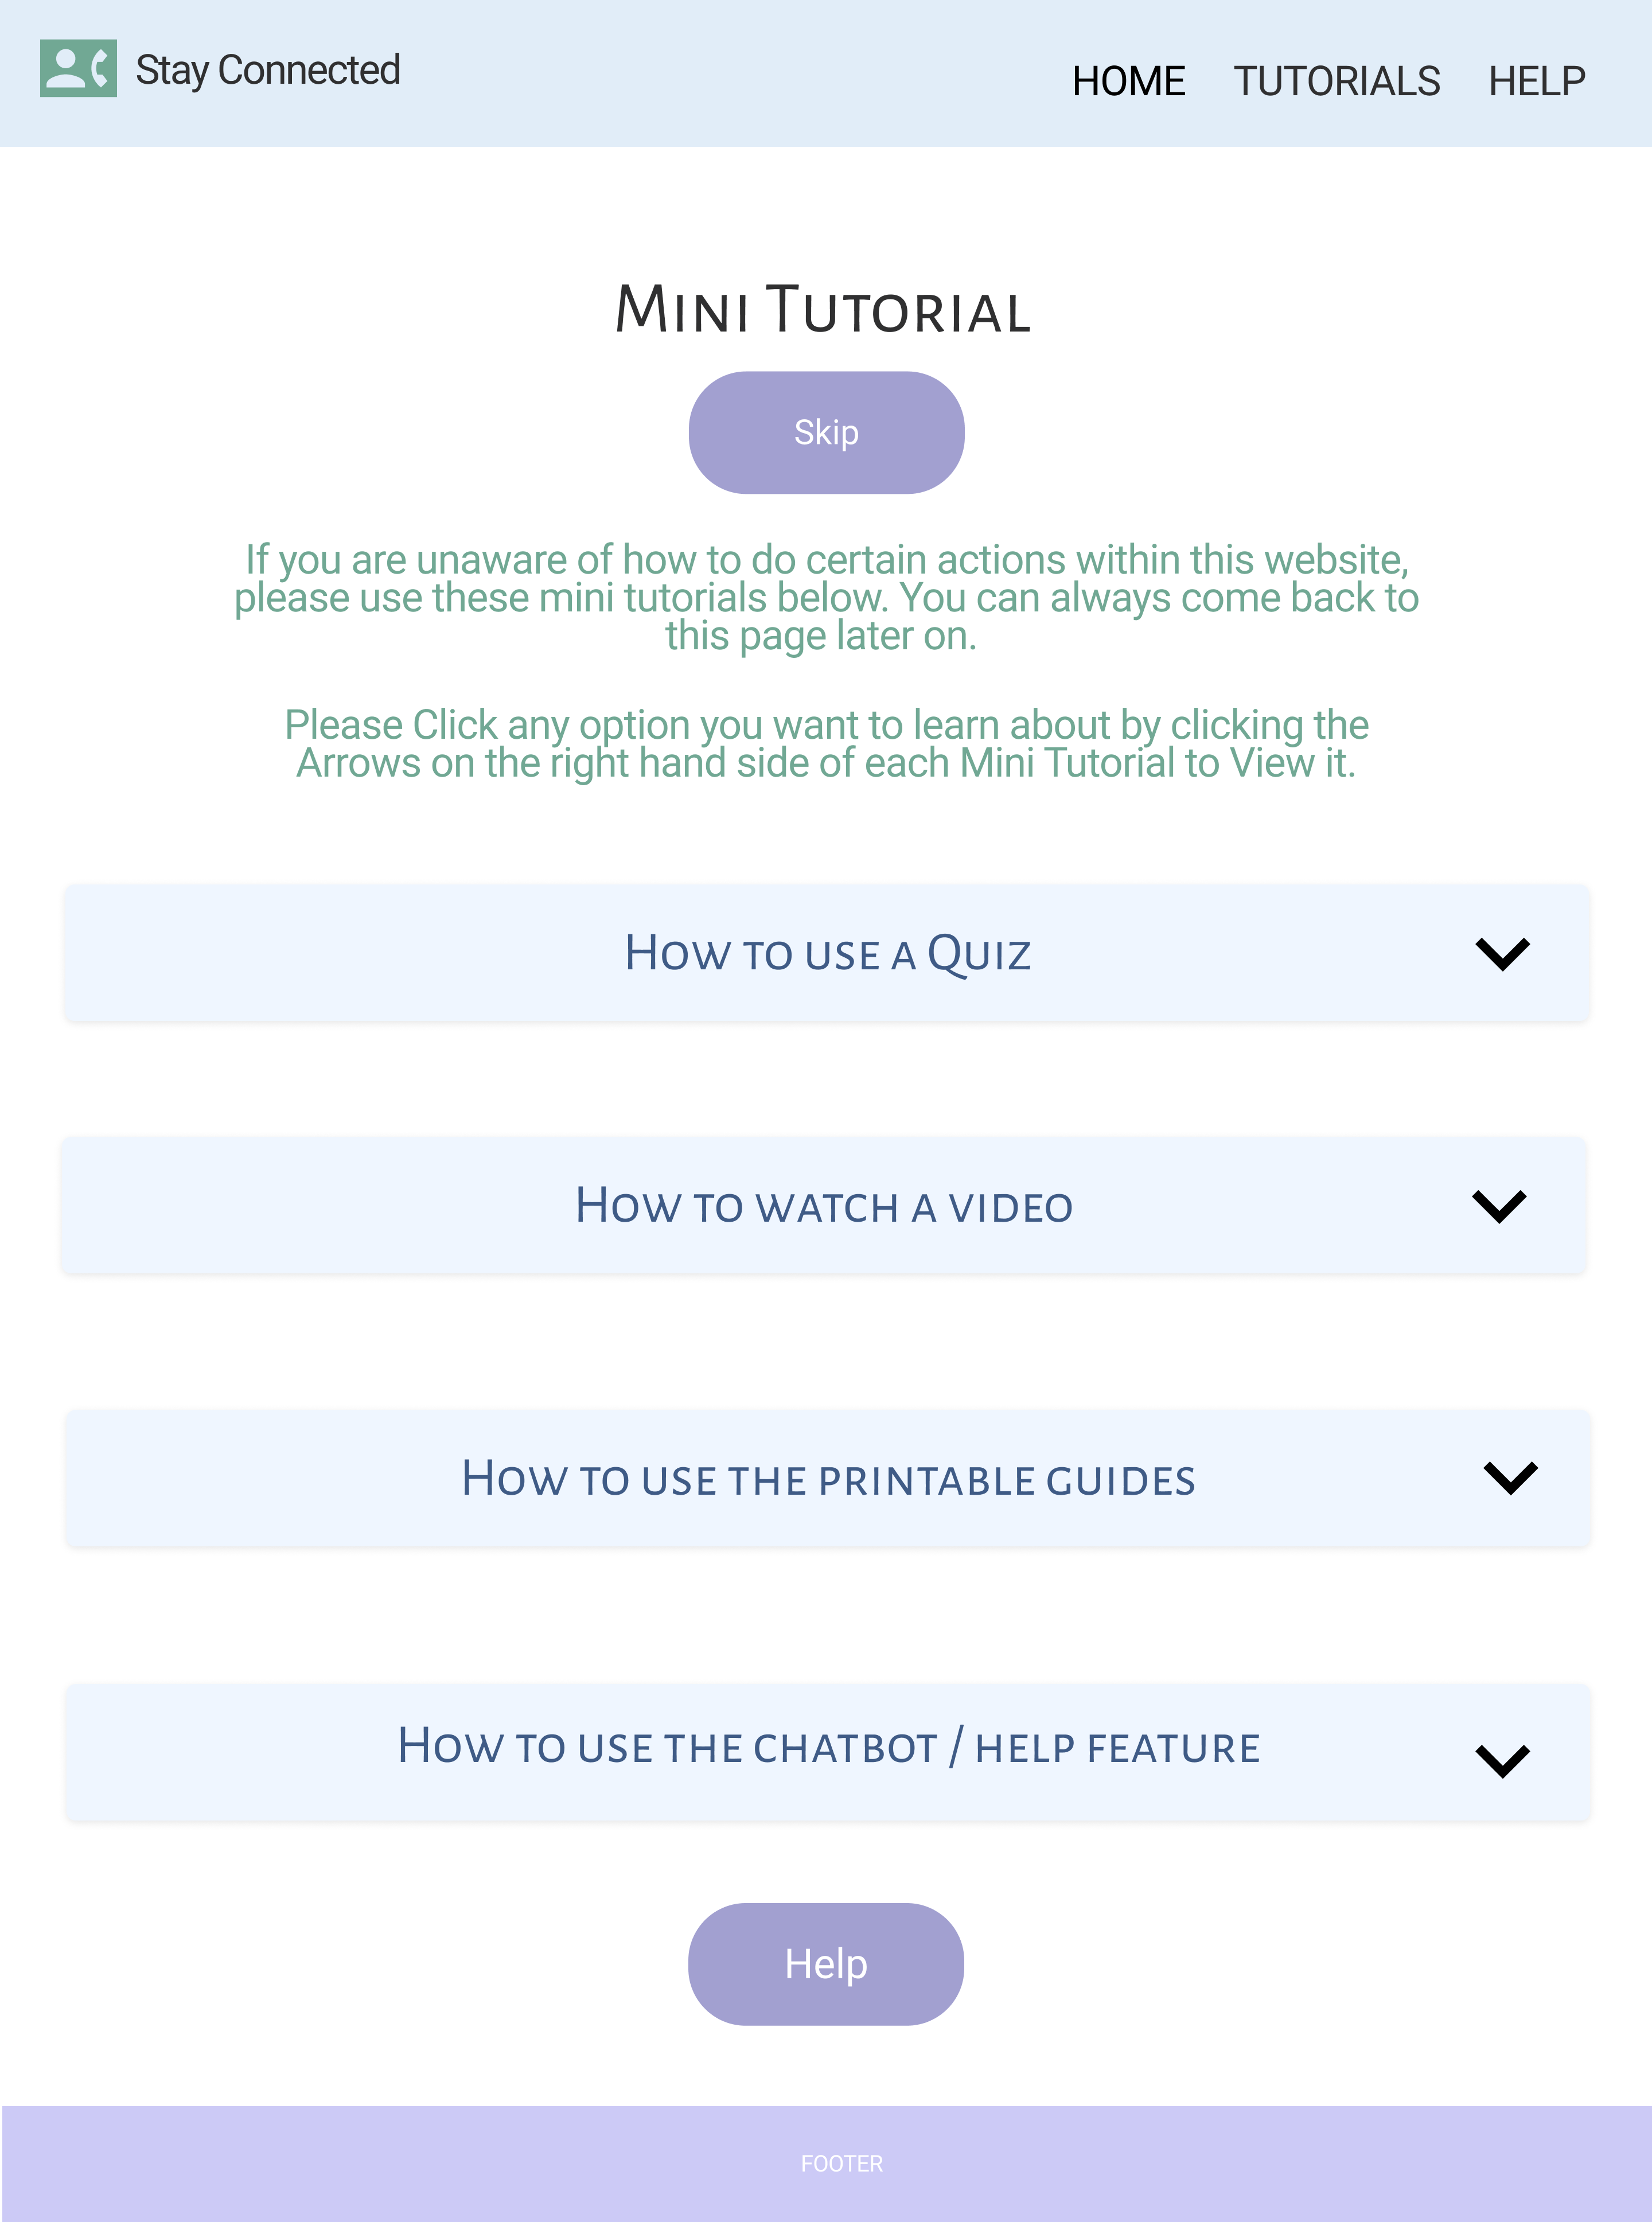 Stay Connected
HOME TUTORIALS HELP
Mini Tutorial
Skip
If you are unaware of how to do certain actions within this website,
please use these mini tutorials below. You can always come back to
this page later on.
Please Click any option you want to learn about by clicking the
Arrows on the right hand side of each Mini Tutorial to View it.
How to use a Quiz
How to watch a video
How to use the printable guides
How to use the chatbot / help feature
Help
FOOTER